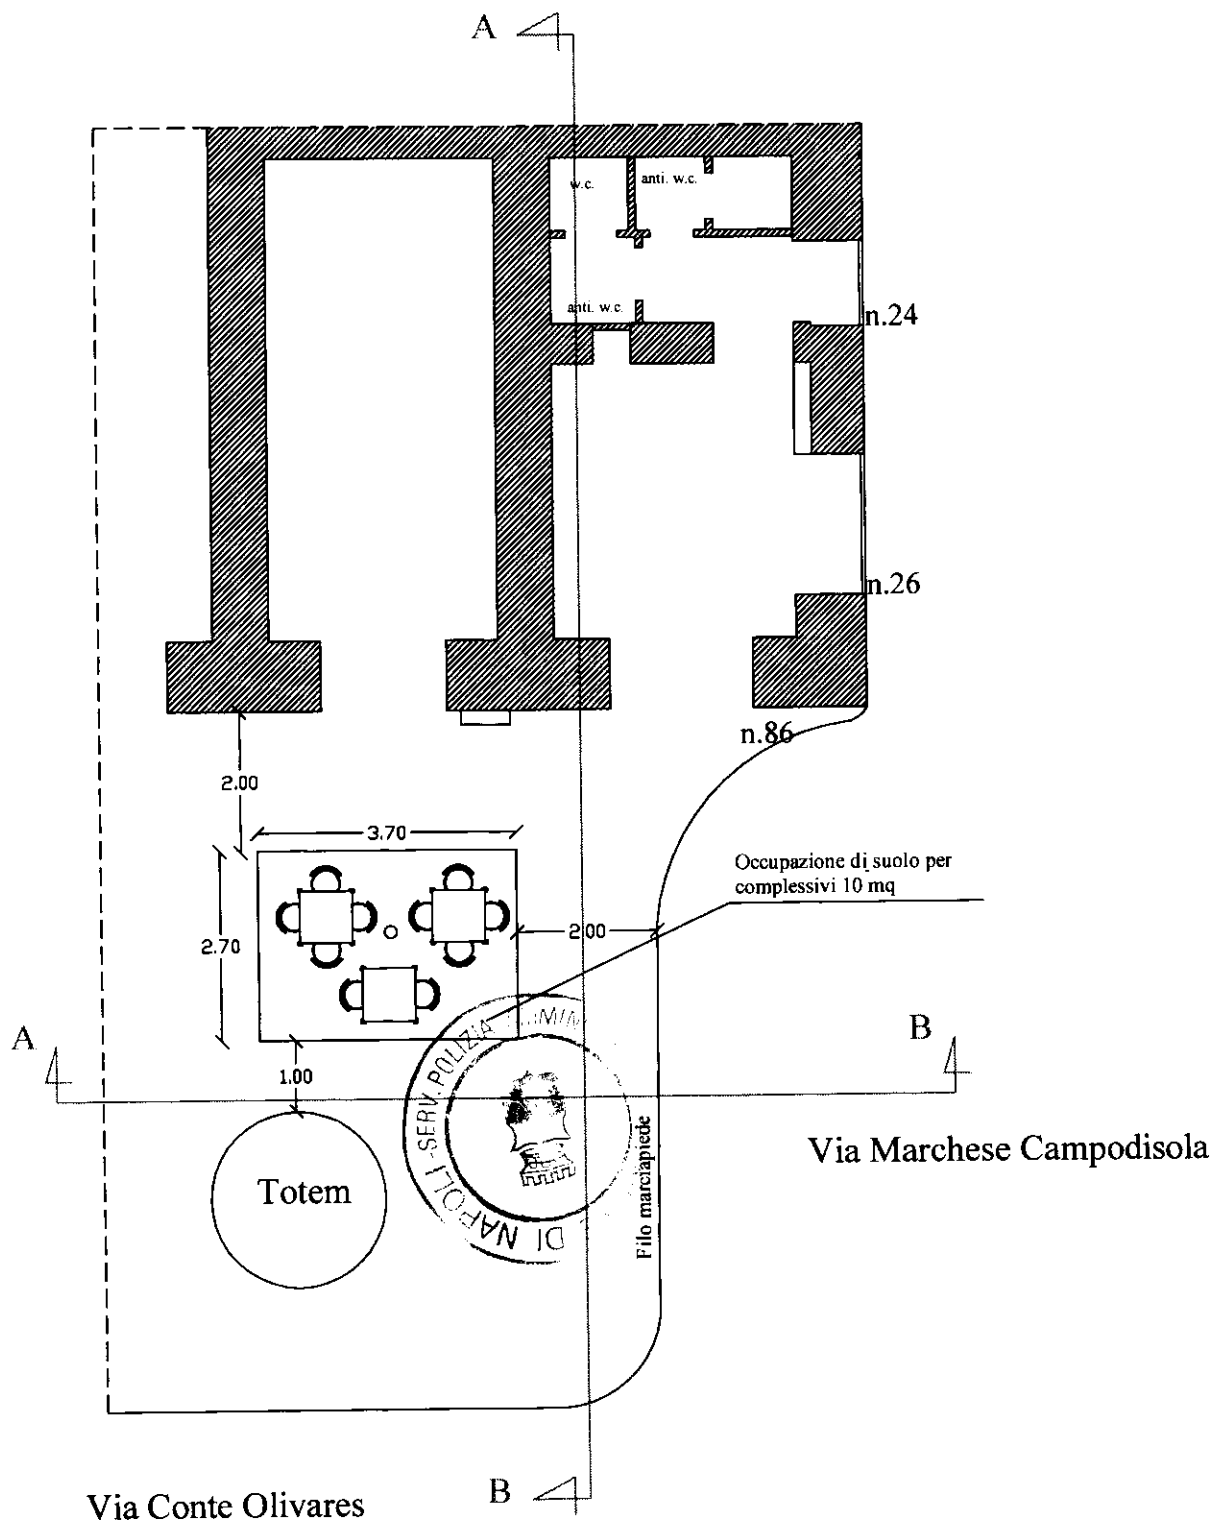 A
w.c.
anti. w.c.
anti. w.c.
n.24
n.26
n.86
2.00
3.70
Occupazione di suolo per
complessivi 10 mq
2.70
2.00
A
B
1.00
SERV. POLIZIA
DI NAPOLI
Totem
Filo marciapiede
Via Marchese Campodisola
B
Via Conte Olivares